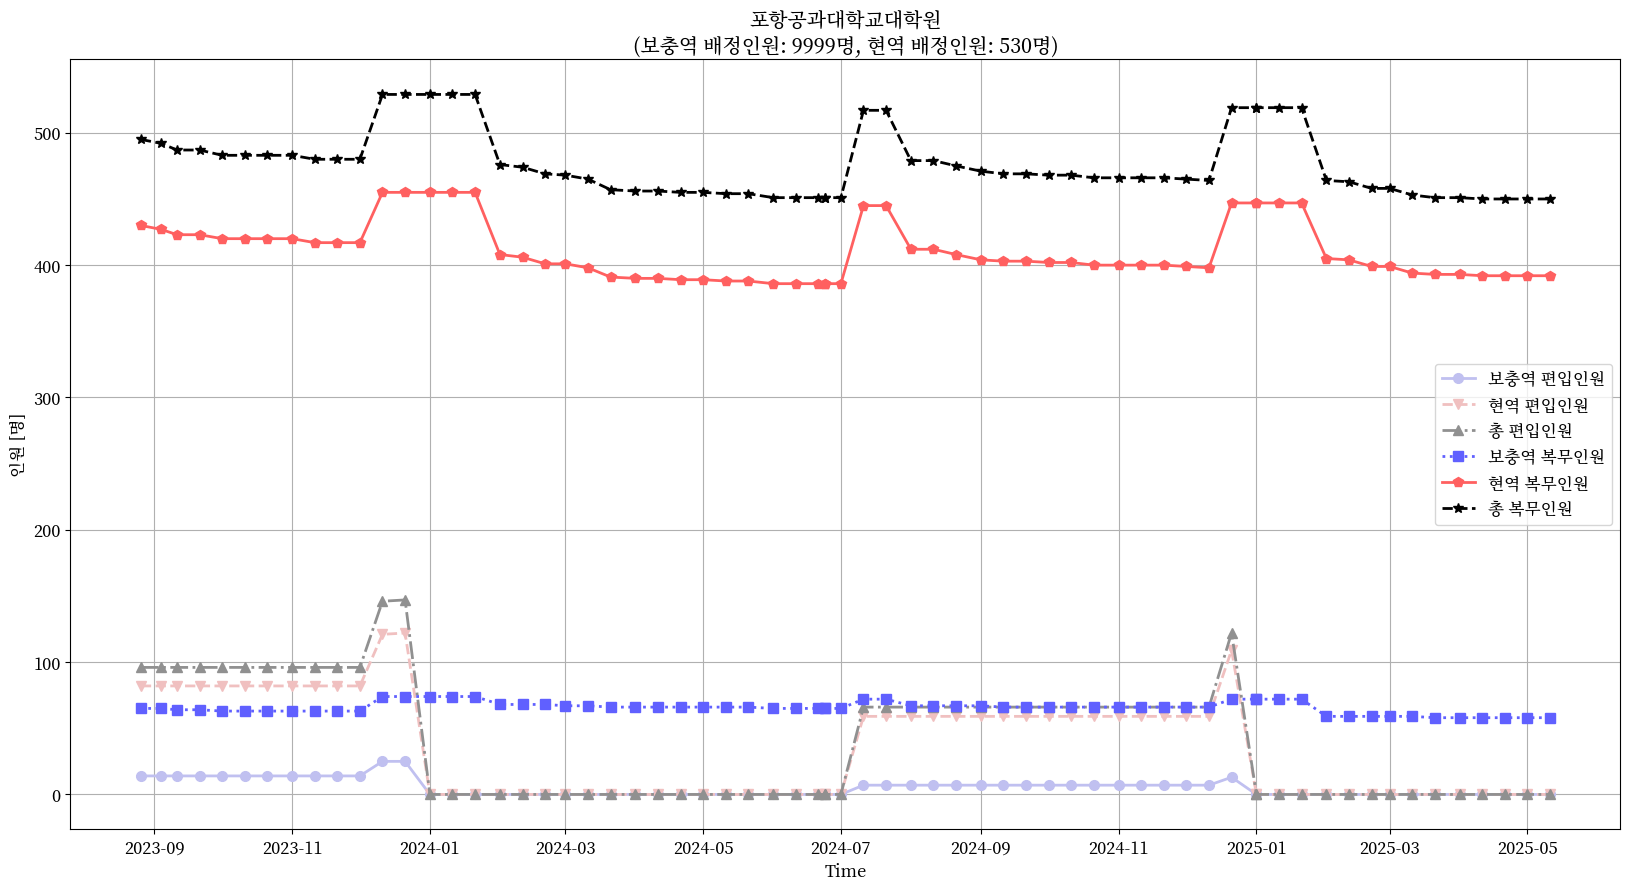 포항공과대학교대학원
(보충역 배정인원: 9999명, 현역 배정인원: 530명)
인원 [명]
500
400
300
200
100
0
보충역 편입인원
현역 편입인원
총 편입인원
보충역 복무인원
현역 복무인원
총 복무인원
2023-09 2023-11 2024-01 2024-03 2024-05 2024-07 2024-09 2024-11 2025-01 2025-03 2025-05
Time